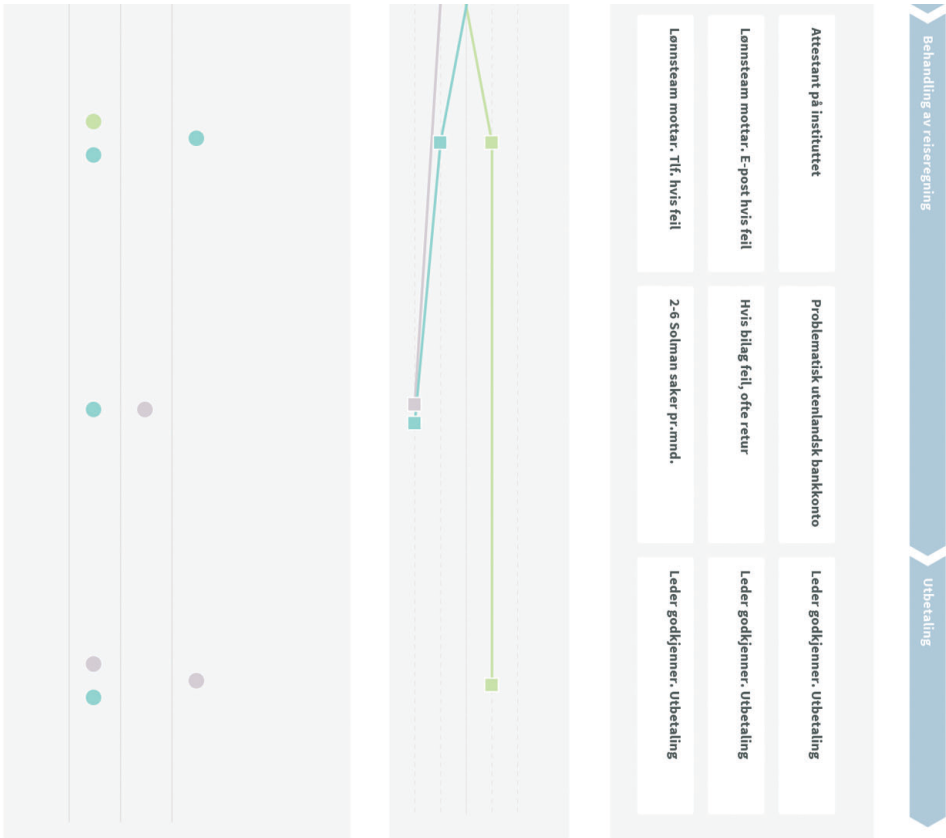 Behandling av reiseregning
Utbetaling
Attestant på instituttet
Problematisk utenlandsk bankkonto
Leder godkjenner. Utbetaling
Lønnsteam mottar. E-post hvis feil
Hvis bilag feil, ofte retur
Leder godkjenner. Utbetaling
Lønnsteam mottar. Tlf. hvis feil
2-6 Solman saker pr.mnd.
Leder godkjenner. Utbetaling